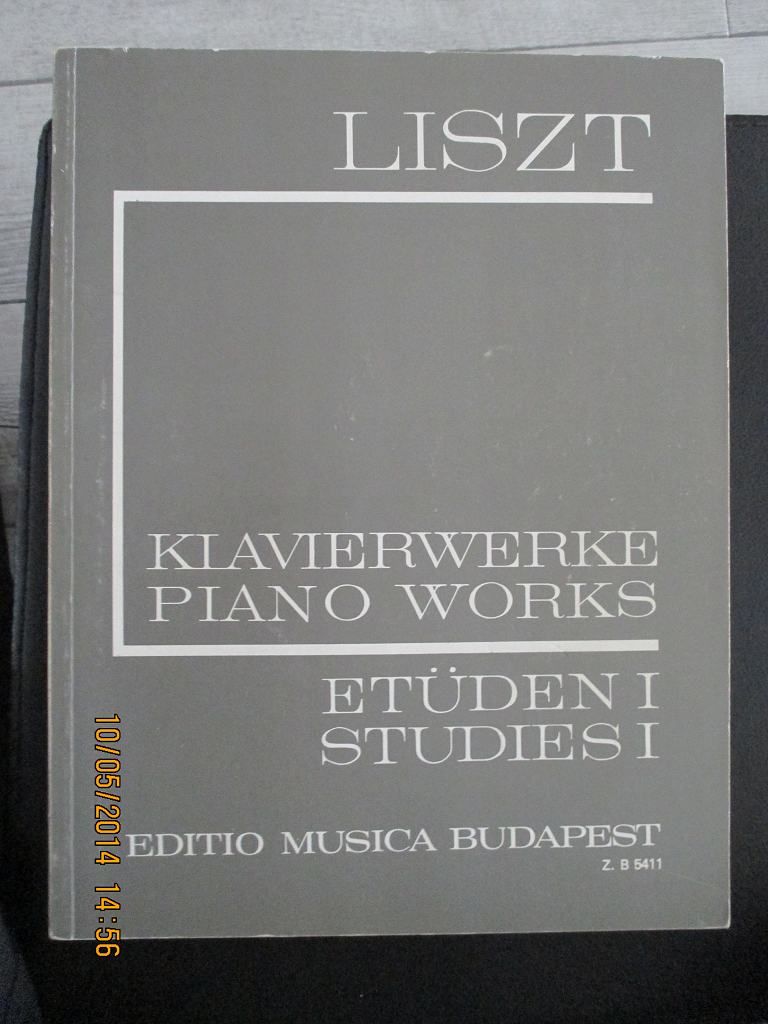 LISZT
KLAVIERWERKE
PIANO WORKS
ETÜDEN I
STUDIES I
EDITIO MUSICA BUDAPEST
Z. B 5411
10/05/2014 14:56